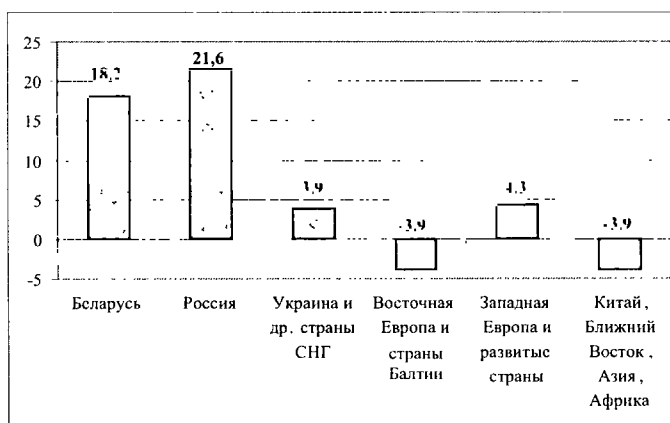 25
20
15
10
5
0
-5
18,2
21,6
3,9
-3,9
4,3
-3,9
Беларусь
Россия
Украина и
др. страны
СНГ
Восточная
Европа и
страны
Балтии
Западная
Европа и
развитые
страны
Китай,
Ближний
Восток,
Азия,
Африка